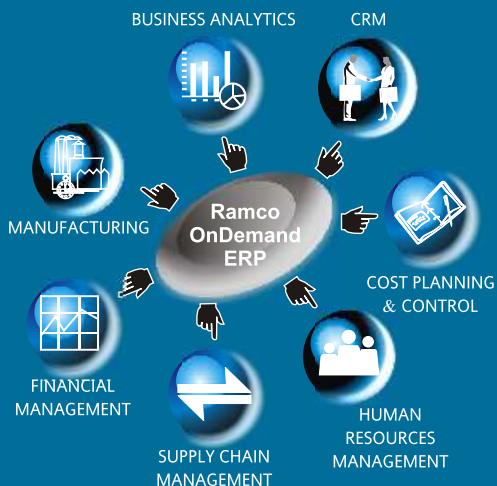 BUSINESS ANALYTICS
CRM
MANUFACTURING
Ramco
OnDemand
ERP
COST PLANNING
& CONTROL
FINANCIAL
MANAGEMENT
HUMAN
RESOURCES
MANAGEMENT
SUPPLY CHAIN
MANAGEMENT